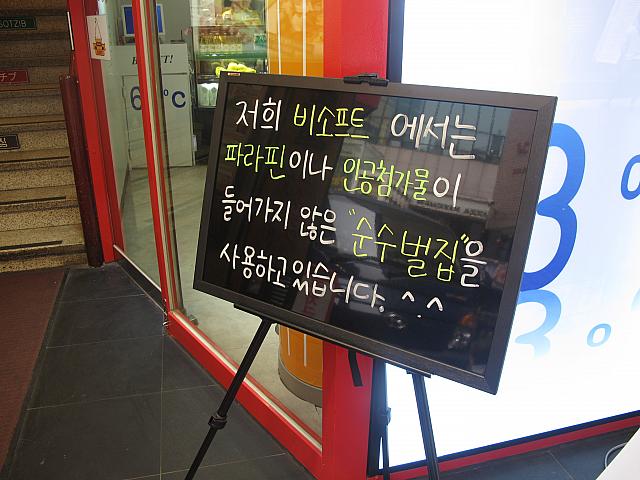 저희 비소프트 에서는
파라핀이나 인공첨가물이
들어가지 않은 "순수벌집"을
사용하고 있습니다. ^.^